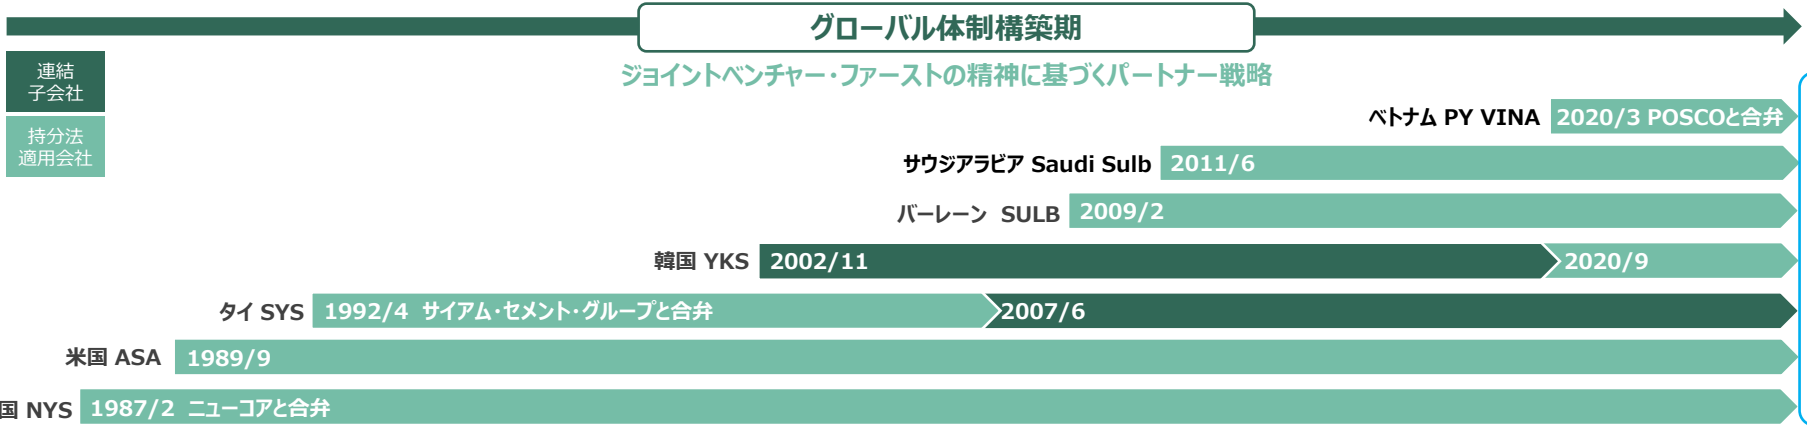 グローバル体制構築期
ジョイントベンチャー・ファーストの精神に基づくパートナー戦略
連結
子会社
持分法
適用会社
ベトナム PY VINA 2020/3 POSCOと合弁
サウジアラビア Saudi Sulb 2011/6
バーレーン SULB 2009/2
韓国 YKS 2002/11 2020/9
タイ SYS 1992/4 サイアム・セメント・グループと合弁 2007/6
米国 ASA 1989/9
国 NYS 1987/2 ニューコアと合弁